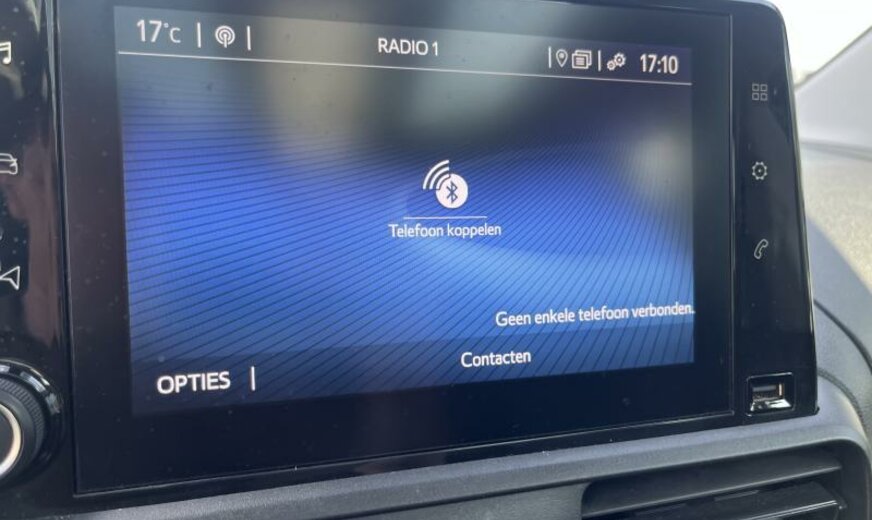 17°C
RADIO 1
17:10
Telefoon koppelen
Geen enkele telefoon verbonden.
Contacten
OPTIES